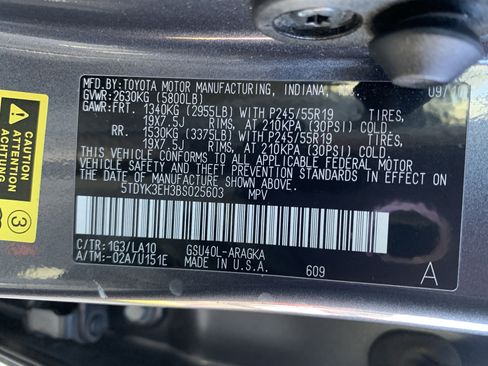 MFD.BY:TOYOTA MOTOR MANUFACTURING, INDIANA, 09/10
GVWR:2630KG (5800LB)
GAWR:FRT. 1340KG (2955LB) WITH P245/55R19 TIRES,
19X7.5J RIMS, AT 210KPA (30PSI) COLD.
RR. 1530KG (3375LB) WITH P245/55R19 TIRES,
19X7.5J RIMS, AT 210KPA (30PSI) COLD.
THIS VEHICLE CONFORMS TO ALL APPLICABLE FEDERAL MOTOR
VEHICLE SAFETY, BUMPER, AND THEFT PREVENTION STANDARDS IN EFFECT ON
THE DATE OF MANUFACTURE SHOWN ABOVE.
5TDYK3EH3BS025603 MPV
C/TR:1G3/LA10 GSU40L-ARAGKA
A/TM:-02A/U151E MADE IN U.S.A. 609 A
3